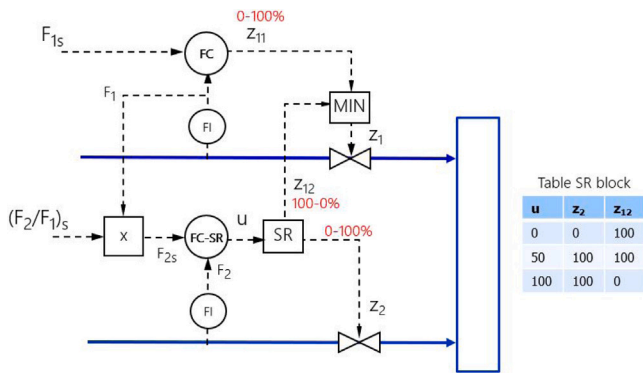 0-100%
F1s
FC
z11
F1
MIN
FI
z1
z12
100-0%
Table SR block
u z2 z12
0 0 100
50 100 100
100 100 0
(F2/F1)s
x
F2s
FC-SR
u
SR
0-100%
F2
FI
z2